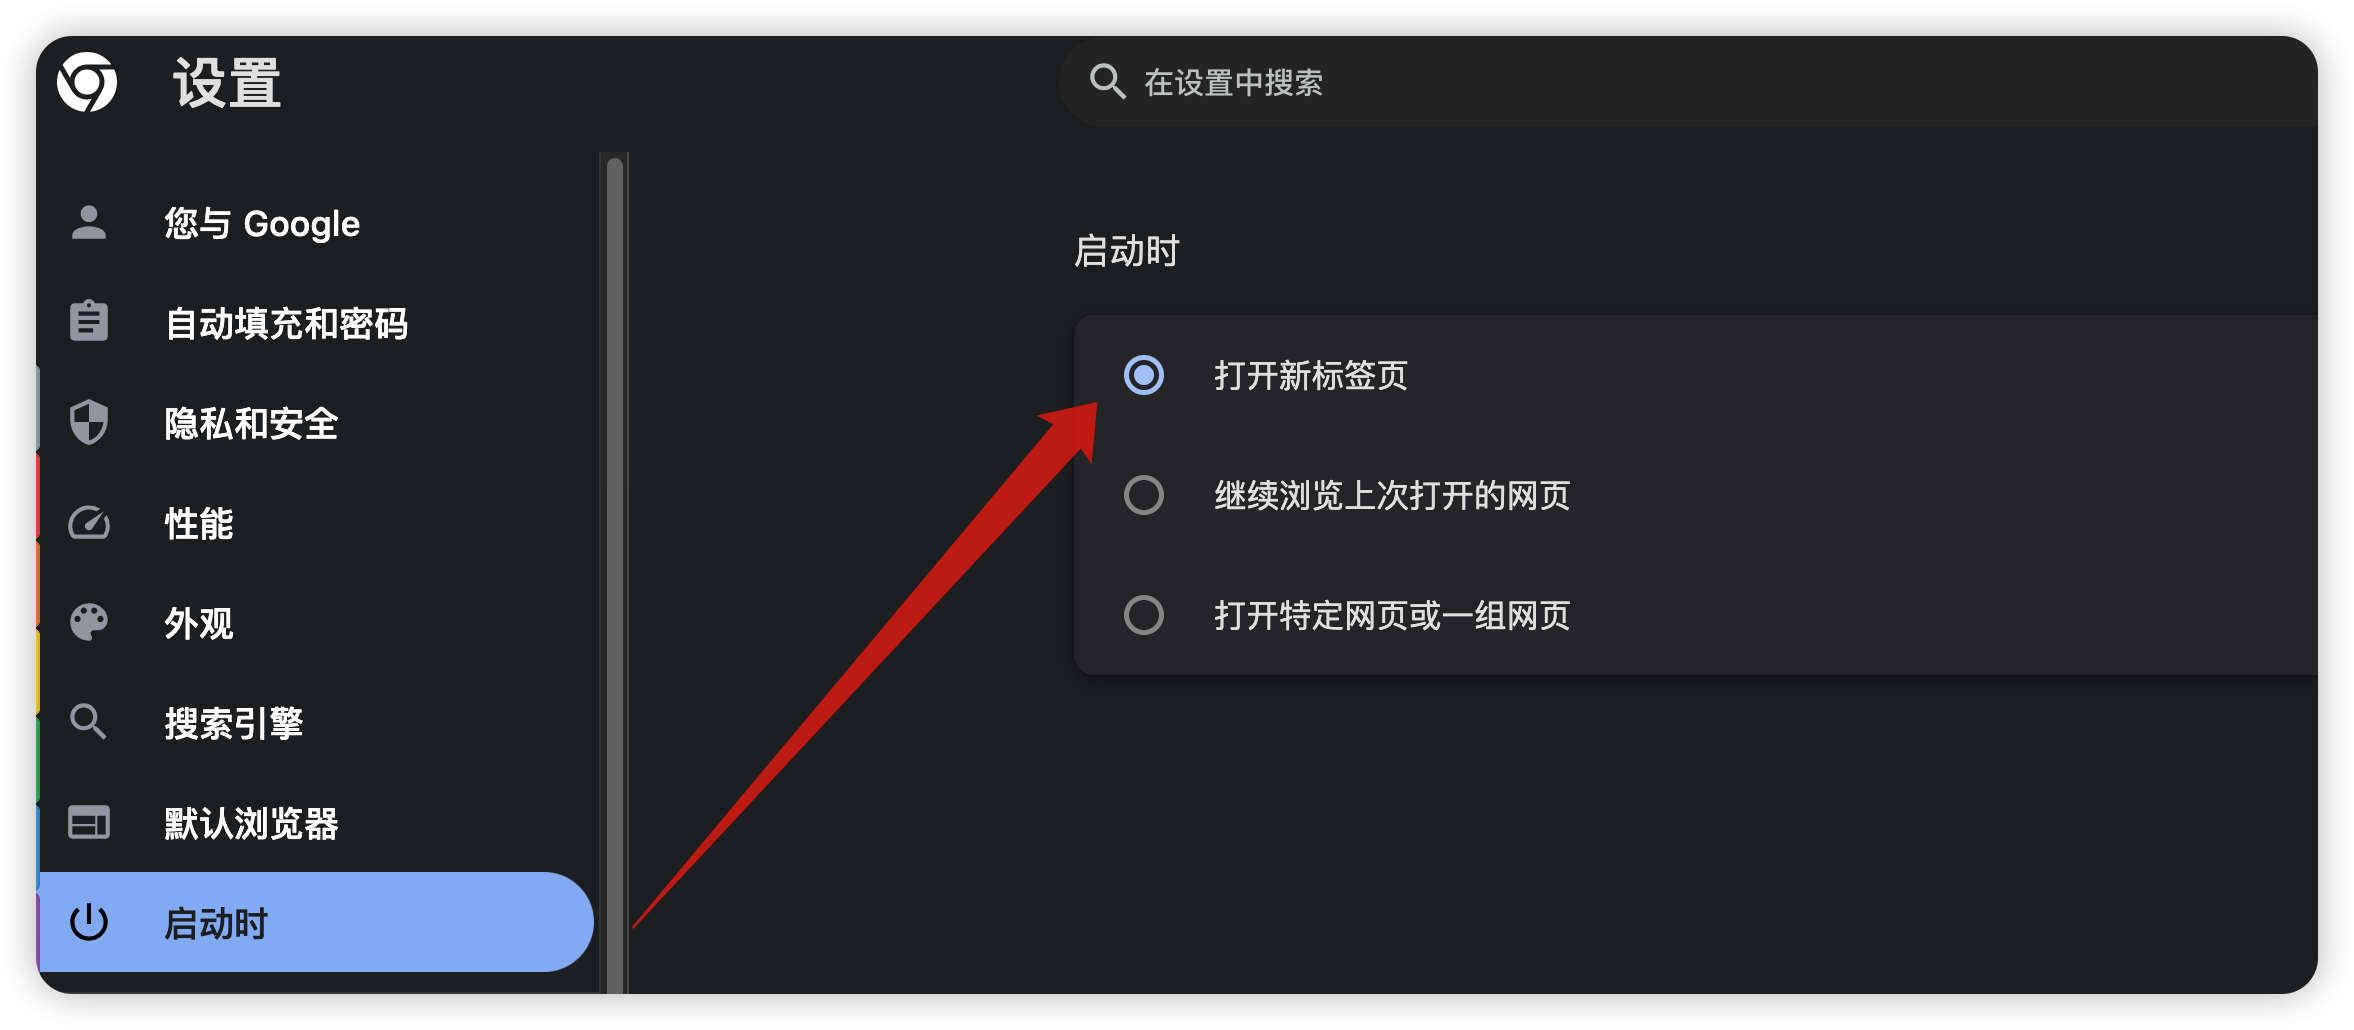 设置
在设置中搜索
您与 Google
自动填充和密码
隐私和安全
性能
外观
搜索引擎
默认浏览器
启动时
启动时
打开新标签页
继续浏览上次打开的网页
打开特定网页或一组网页